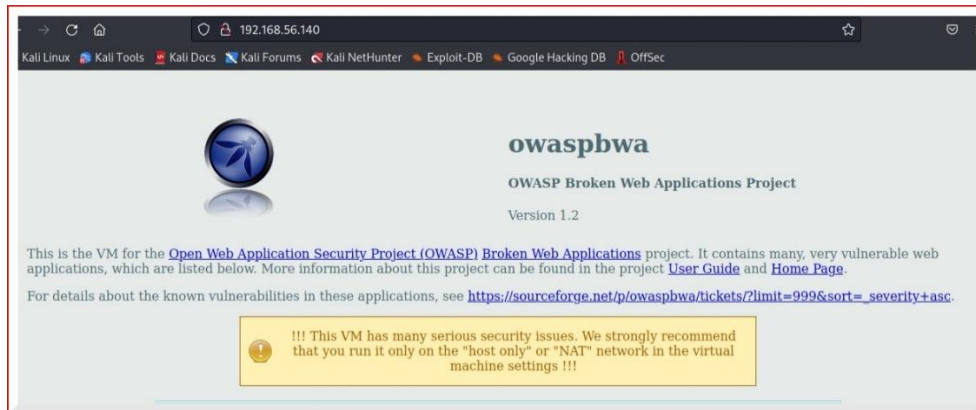 192.168.56.140
Kali Linux Kali Tools Kali Docs Kali Forums Kali NetHunter Exploit-DB Google Hacking DB OffSec
owaspbwa
OWASP Broken Web Applications Project
Version 1.2
This is the VM for the Open Web Application Security Project (OWASP) Broken Web Applications project. It contains many, very vulnerable web
applications, which are listed below. More information about this project can be found in the project User Guide and Home Page.
For details about the known vulnerabilities in these applications, see https://sourceforge.net/p/owaspbwa/tickets/?limit=999&sort=_severity+asc.
!!! This VM has many serious security issues. We strongly recommend
that you run it only on the "host only" or "NAT" network in the virtual
machine settings !!!